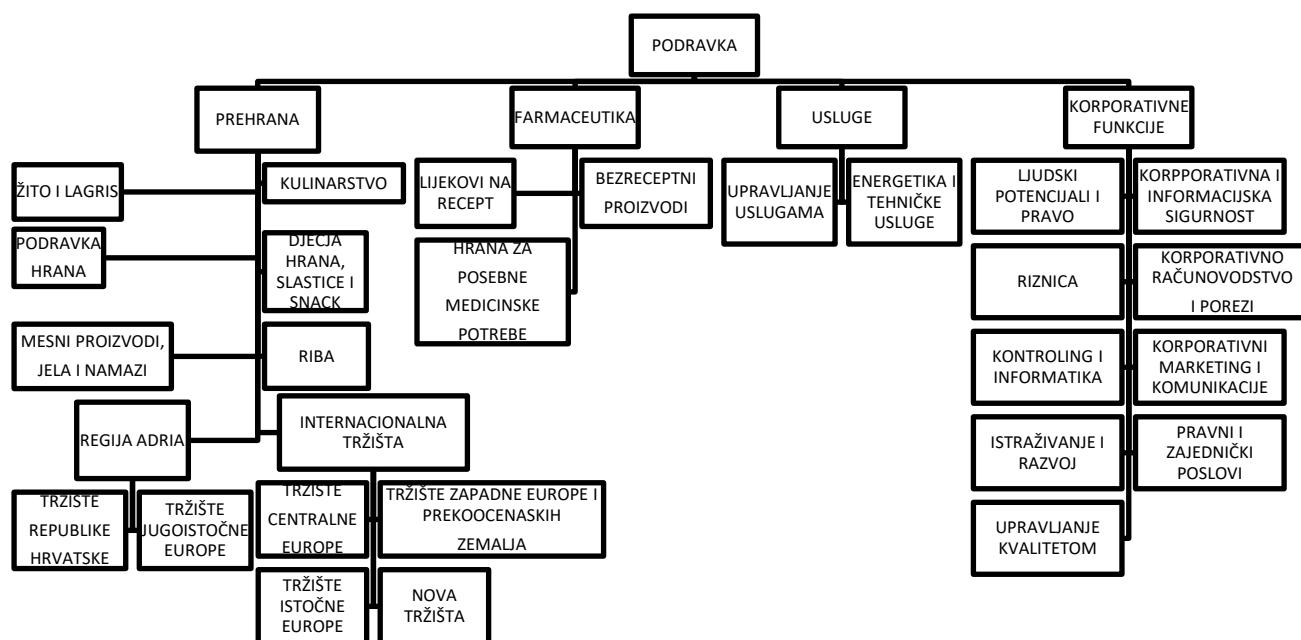 PODRAVKA
PREHRANA
FARMACEUTIKA
USLUGE
KORPORATIVNE
FUNKCIJE
ŽITO I LAGRIS
KULINARSTVO
PODRAVKA
HRANA
DJECJA
HRANA,
SLASTICE I
SNACK
MESNI PROIZVODI,
JELA I NAMAZI
RIBA
REGIJA ADRIA
TRŽIŠTE
REPUBLIKE
HRVATSKE
TRŽIŠTE
JUGOISTOČNE
EUROPE
INTERNACIONALNA
TRŽIŠTA
TRŽIŠTE
CENTRALNE
EUROPE
TRŽIŠTE ZAPADNE EUROPE I
PREKOOCENASKIH
ZEMALJA
TRŽIŠTE
ISTOČNE
EUROPE
NOVA
TRŽIŠTA
LIJEKOVI NA
RECEPT
BEZRECEPTNI
PROIZVODI
HRANA ZA
POSEBNE
MEDICINSKE
POTREBE
UPRAVLJANJE
USLUGAMA
ENERGETIKA I
TEHNIČKE
USLUGE
LJUDSKI
POTENCIJALI I
PRAVO
KORPPORATIVNA I
INFORMACIJSKA
SIGURNOST
RIZNICA
KORPORATIVNO
RAČUNOVODSTVO
I POREZI
KONTROLING I
INFORMATIKA
KORPORATIVNI
MARKETING I
KOMUNIKACIJE
ISTRAŽIVANJE I
RAZVOJ
PRAVNI I
ZAJEDNIČKI
POSLOVI
UPRAVLJANJE
KVALITETOM